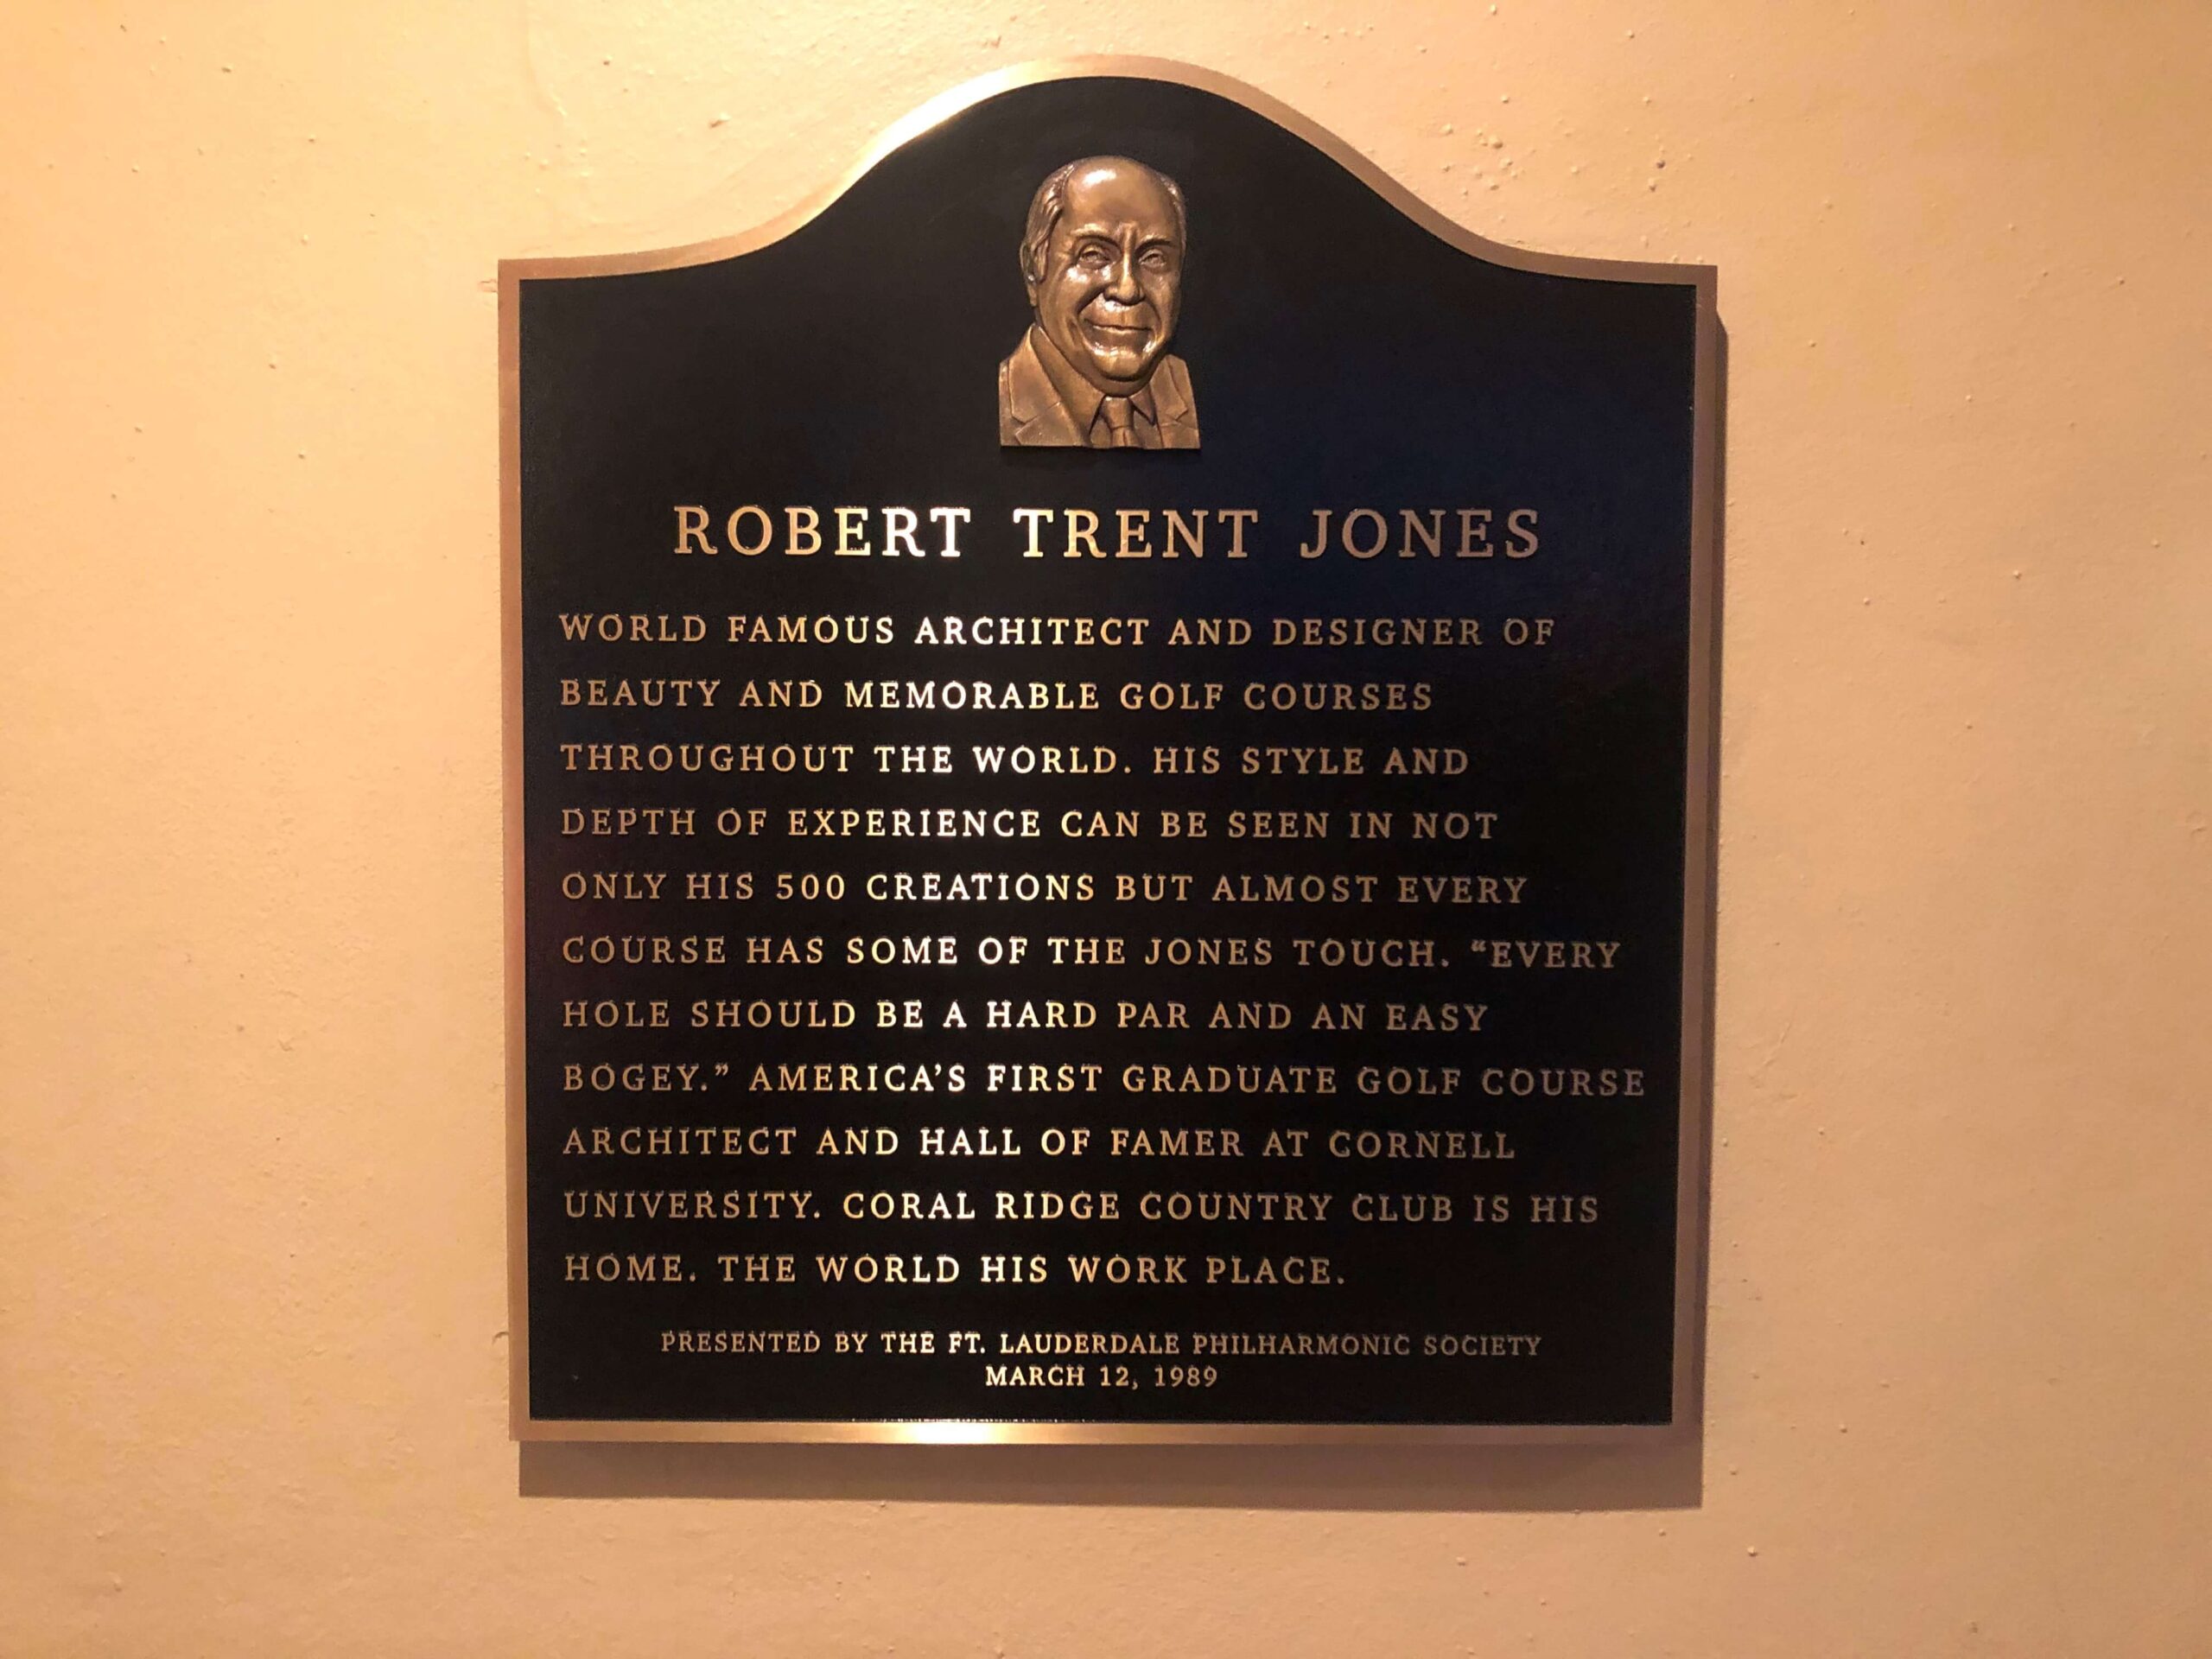 ROBERT TRENT JONES
WORLD FAMOUS ARCHITECT AND DESIGNER OF
BEAUTY AND MEMORABLE GOLF COURSES
THROUGHOUT THE WORLD. HIS STYLE AND
DEPTH OF EXPERIENCE CAN BE SEEN IN NOT
ONLY HIS 500 CREATIONS BUT ALMOST EVERY
COURSE HAS SOME OF THE JONES TOUCH. “EVERY
HOLE SHOULD BE A HARD PAR AND AN EASY
BOGEY.” AMERICA’S FIRST GRADUATE GOLF COURSE
ARCHITECT AND HALL OF FAMER AT CORNELL
UNIVERSITY. CORAL RIDGE COUNTRY CLUB IS HIS
HOME. THE WORLD HIS WORK PLACE.
PRESENTED BY THE FT. LAUDERDALE PHILHARMONIC SOCIETY
MARCH 12, 1989